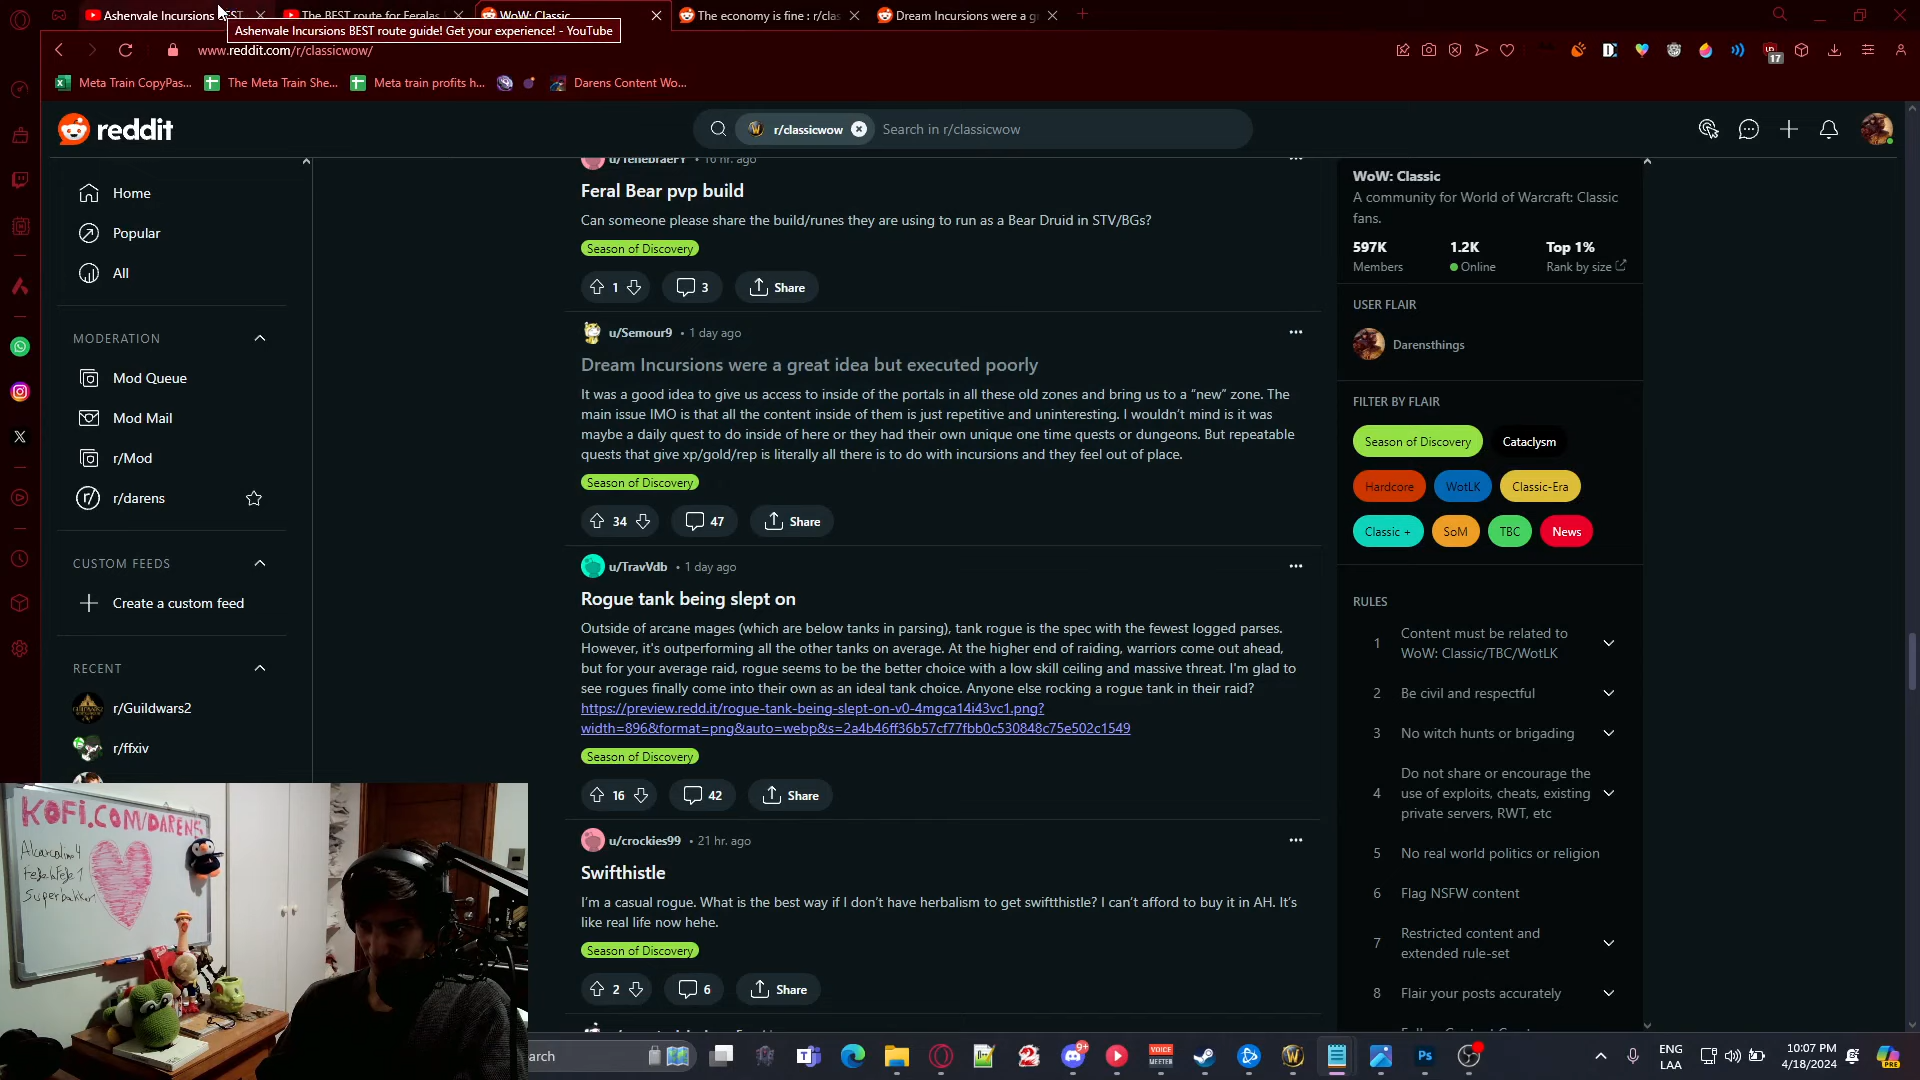 Ashenvale Incursions BEST
The BEST route for Feralas
WoW: Classic
The economy is fine : r/clas
Dream Incursions were a g
Ashenvale Incursions BEST route guide! Get your experience! - YouTube
www.reddit.com/r/classicwow/
17
Meta Train CopyPas...
The Meta Train She...
Meta train profits h...
Darens Content Wo...
reddit
r/classicwow
Search in r/classicwow
Home
Popular
All
MODERATION
Mod Queue
Mod Mail
r/Mod
r/darens
CUSTOM FEEDS
Create a custom feed
RECENT
r/Guildwars2
r/ffxiv
u/TenebraeFY • 16 hr. ago
Feral Bear pvp build
Can someone please share the build/runes they are using to run as a Bear Druid in STV/BGs?
Season of Discovery
1
3
Share
u/Semour9 • 1 day ago
Dream Incursions were a great idea but executed poorly
It was a good idea to give us access to inside of the portals in all these old zones and bring us to a “new” zone. The
main issue IMO is that all the content inside of them is just repetitive and uninteresting. I wouldn’t mind is it was
maybe a daily quest to do inside of here or they had their own unique one time quests or dungeons. But repeatable
quests that give xp/gold/rep is literally all there is to do with incursions and they feel out of place.
Season of Discovery
34
47
Share
u/TravVdb • 1 day ago
Rogue tank being slept on
Outside of arcane mages (which are below tanks in parsing), tank rogue is the spec with the fewest logged parses.
However, it's outperforming all the other tanks on average. At the higher end of raiding, warriors come out ahead,
but for your average raid, rogue seems to be the better choice with a low skill ceiling and massive threat. I'm glad to
see rogues finally come into their own as an ideal tank choice. Anyone else rocking a rogue tank in their raid?
https://preview.redd.it/rogue-tank-being-slept-on-v0-4mgca14i43vc1.png?
width=896&format=png&auto=webp&s=2a4b46ff36b57cf77fbb0c530848c75e502c1549
Season of Discovery
16
42
Share
u/crockies99 • 21 hr. ago
Swifthistle
I’m a casual rogue. What is the best way if I don’t have herbalism to get swiftthistle? I can’t afford to buy it in AH. It’s
like real life now hehe.
Season of Discovery
2
6
Share
WoW: Classic
A community for World of Warcraft: Classic
fans.
597K
1.2K
Top 1%
Members
Online
Rank by size
USER FLAIR
Darensthings
FILTER BY FLAIR
Season of Discovery
Cataclysm
Hardcore
WotLK
Classic-Era
Classic +
SoM
TBC
News
RULES
1 Content must be related to
WoW: Classic/TBC/WotLK
2 Be civil and respectful
3 No witch hunts or brigading
4 Do not share or encourage the
use of exploits, cheats, existing
private servers, RWT, etc
5 No real world politics or religion
6 Flag NSFW content
7 Restricted content and
extended rule-set
8 Flair your posts accurately
KOFI.COM/DARENS
earch
9+
VOICE
MEETER
Ps
ENG
LAA
10:07 PM
4/18/2024
PRE